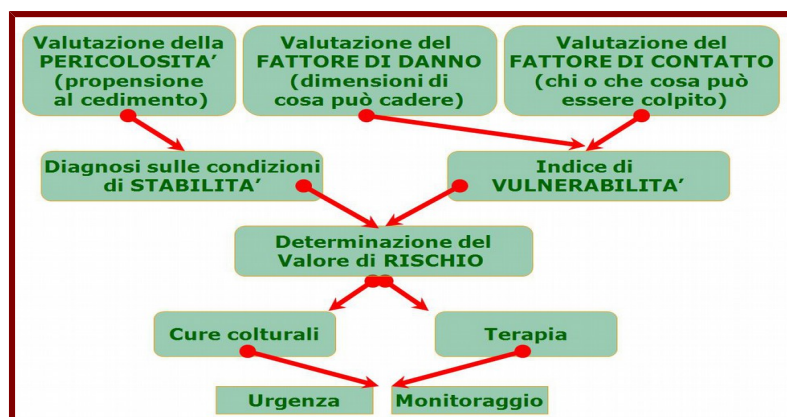 Valutazione della
PERICOLOSITA’
(propensione
al cedimento)
Valutazione del
FATTORE DI DANNO
(dimensioni di
cosa può cadere)
Valutazione del
FATTORE DI CONTATTO
(chi o che cosa può
essere colpito)
Diagnosi sulle condizioni
di STABILITA’
Indice di
VULNERABILITA’
Determinazione del
Valore di RISCHIO
Cure colturali
Terapia
Urgenza
Monitoraggio